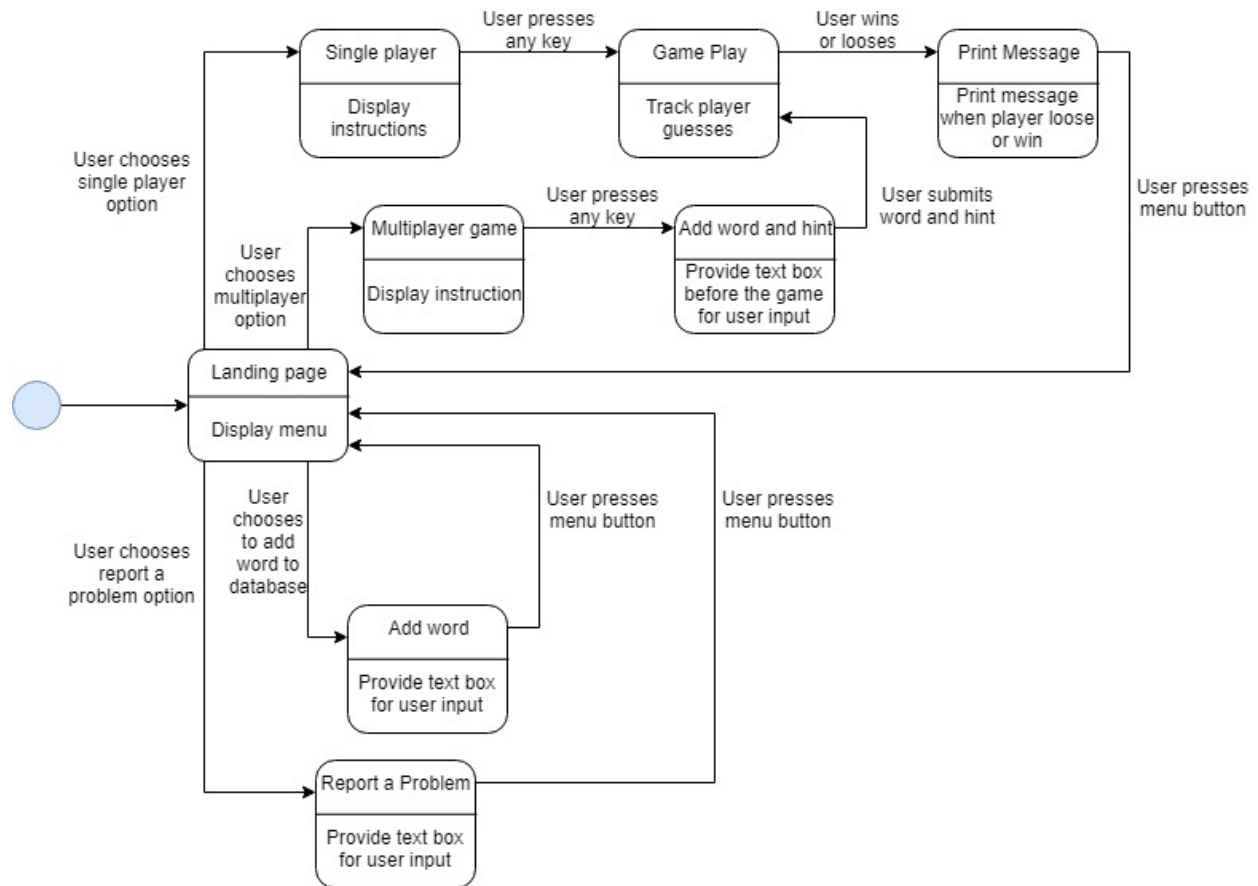 User presses
any key
User wins
or looses
Single player
Display
instructions
Game Play
Track player
guesses
Print Message
Print message
when player loose
or win
User chooses
single player
option
User presses
any key
User submits
word and hint
User presses
menu button
User
chooses
multiplayer
option
Multiplayer game
Display instruction
Add word and hint
Provide text box
before the game
for user input
Landing page
Display menu
User chooses
report a
problem option
User
chooses
to add
word to
database
User presses
menu button
User presses
menu button
Add word
Provide text box
for user input
Report a Problem
Provide text box
for user input